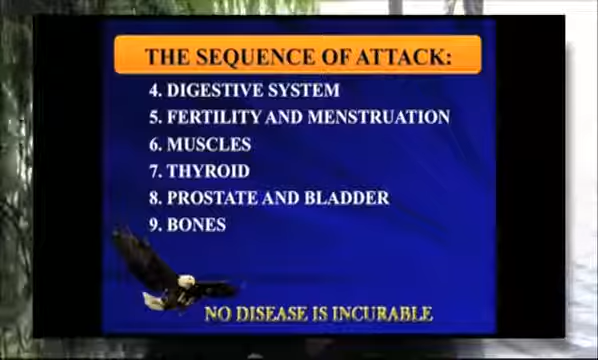 THE SEQUENCE OF ATTACK:
4. DIGESTIVE SYSTEM
5. FERTILITY AND MENSTRUATION
6. MUSCLES
7. THYROID
8. PROSTATE AND BLADDER
9. BONES
NO DISEASE IS INCURABLE